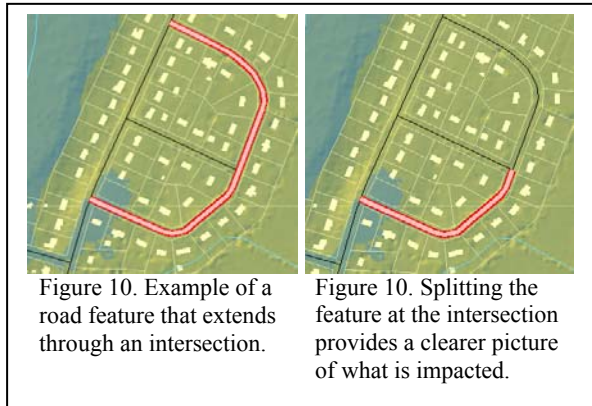 Figure 10. Example of a
road feature that extends
through an intersection.
Figure 10. Splitting the
feature at the intersection
provides a clearer picture
of what is impacted.